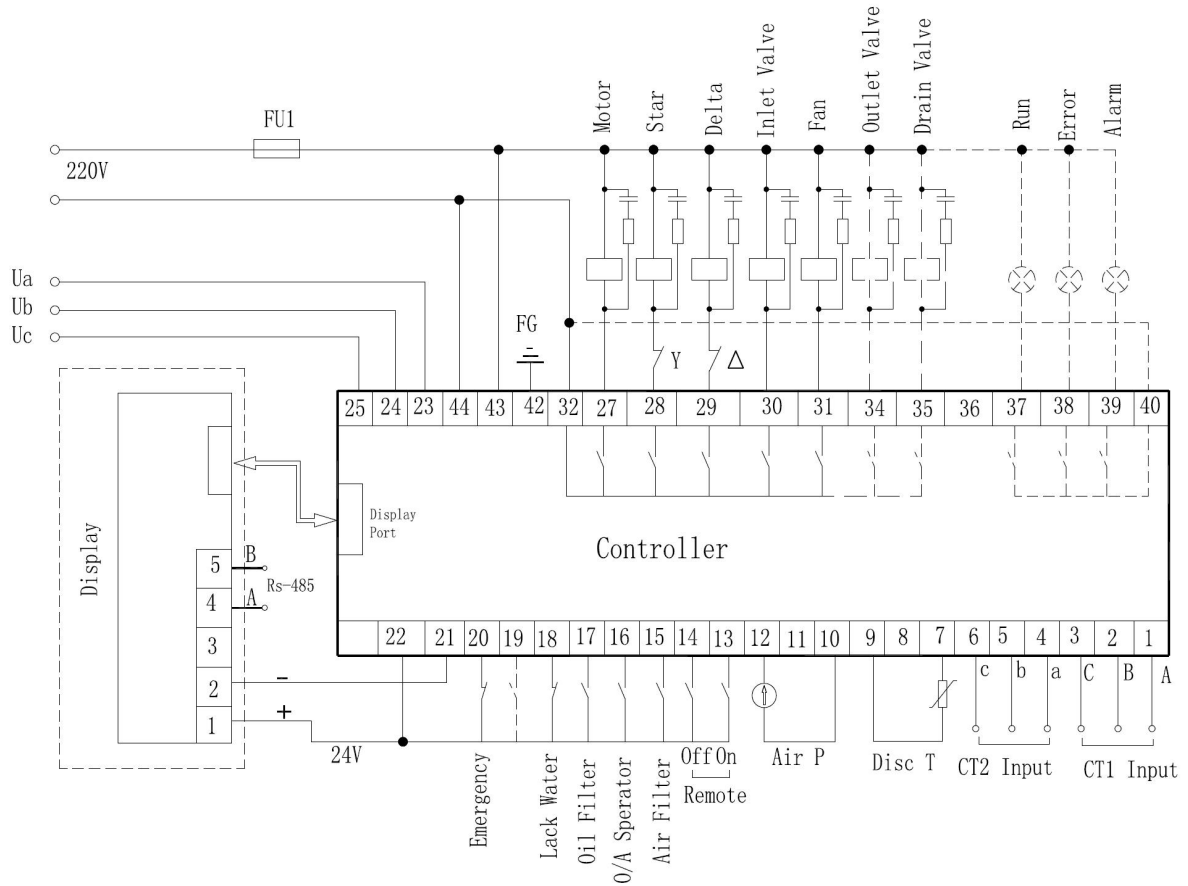 Motor
Star
Delta
Inlet Valve
Fan
Outlet Valve
Drain Valve
Run
Error
Alarm
FU1
220V
Ua
Ub
Uc
FG
Y
Δ
25 24 23 44 43 42 32 27 28 29 30 31 34 35 36 37 38 39 40
Display
Port
Controller
Display
5 B
Rs-485
4 A
3
2 -
1 +
24V
22 21 20 19 18 17 16 15 14 13 12 11 10 9 8 7 6 5 4 3 2 1
c b a C B A
Emergency
Lack Water
Oil Filter
O/A Sperator
Air Filter
Off On
Remote
Air P
Disc T
CT2 Input
CT1 Input